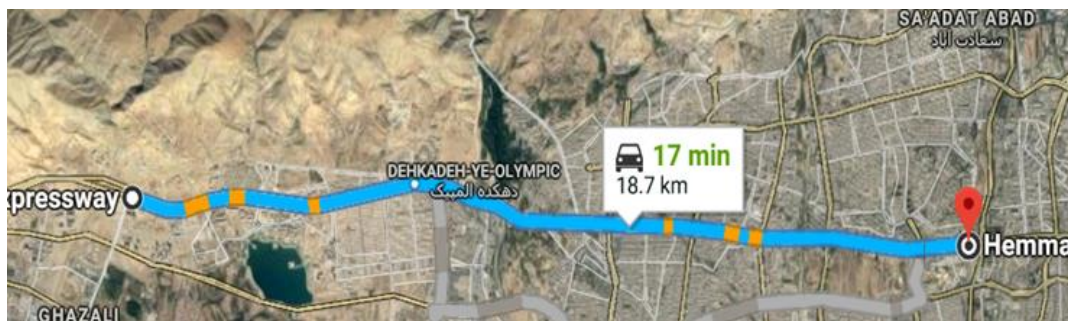 SA'ADAT ABAD
سعادت آباد
17 min
18.7 km
DEHKADEH-YE-OLYMPIC
دهکده المپیک
xpressway
Hemma
GHAZALI